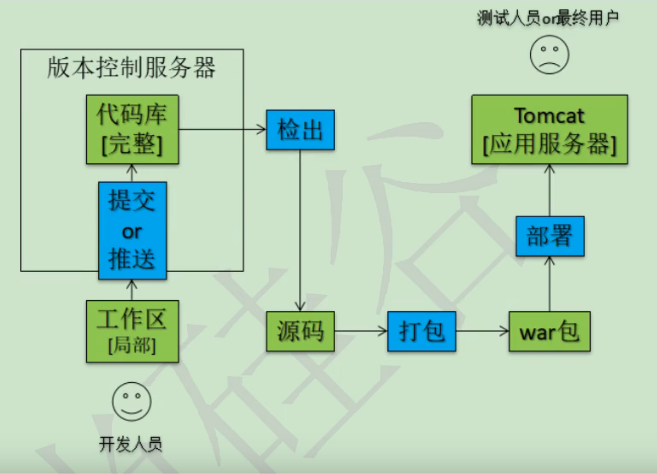 测试人员or最终用户
版本控制服务器
代码库
[完整]
检出
Tomcat
[应用服务器]
提交
or
推送
部署
工作区
[局部]
源码
打包
war包
开发人员
硅谷